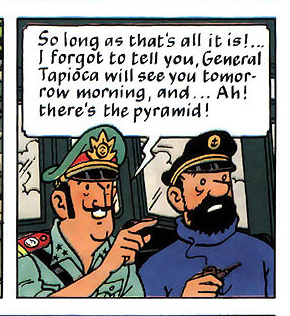 So long as that's all it is!...
I forgot to tell you, General
Tapioca will see you tomor-
row morning, and... Ah!
there's the pyramid!